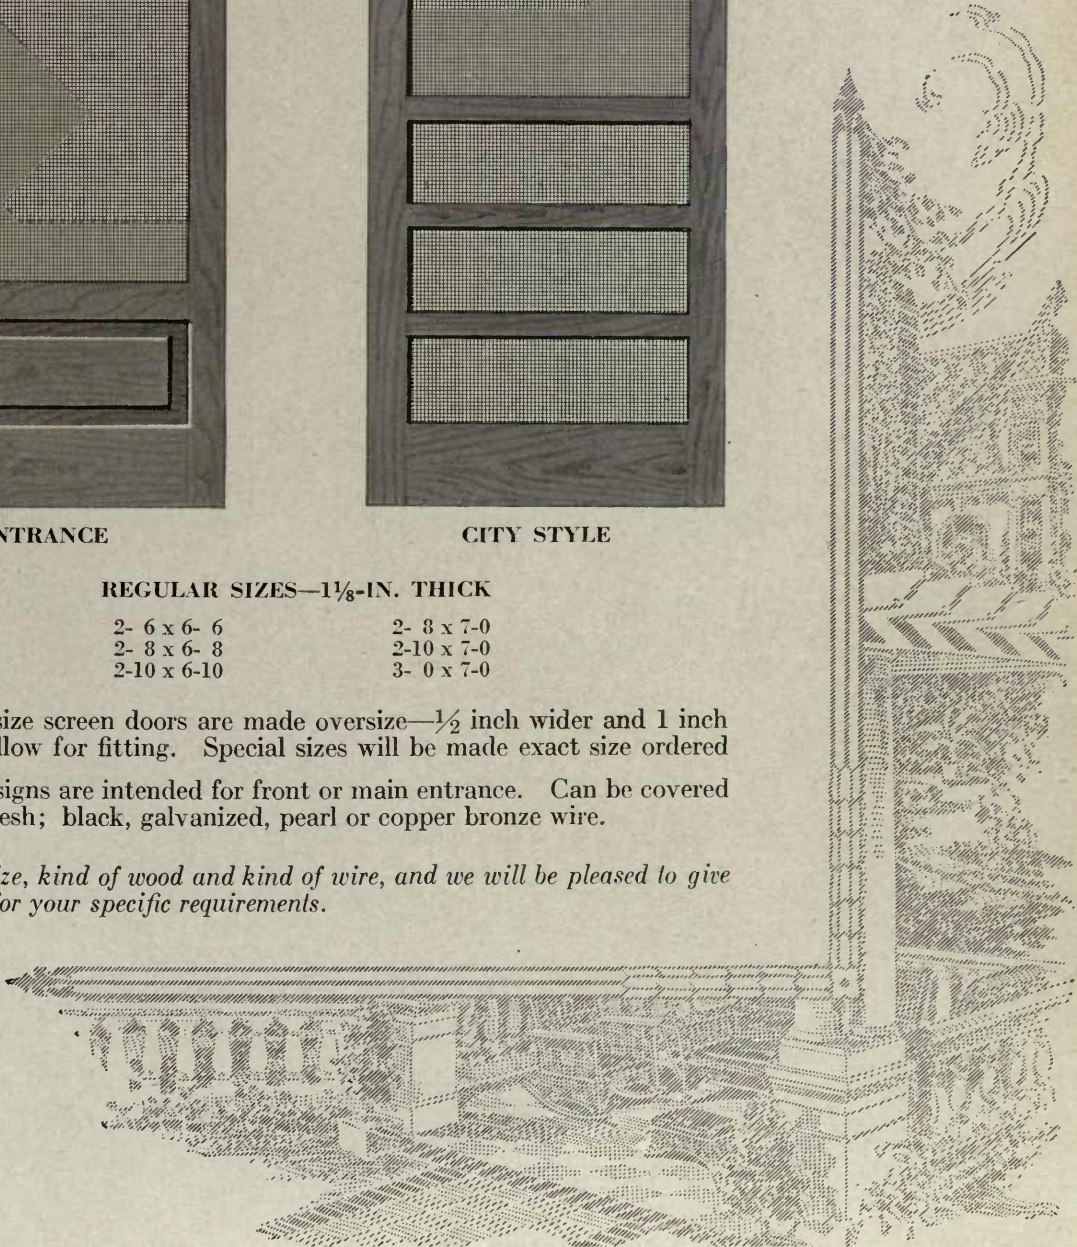 NTRANCE
CITY STYLE
REGULAR SIZES—1⅛-IN. THICK
2- 6 x 6- 6 2- 8 x 7-0
2- 8 x 6- 8 2-10 x 7-0
2-10 x 6-10 3- 0 x 7-0
size screen doors are made oversize—½ inch wider and 1 inch
llow for fitting. Special sizes will be made exact size ordered
signs are intended for front or main entrance. Can be covered
esh; black, galvanized, pearl or copper bronze wire.
ze, kind of wood and kind of wire, and we will be pleased to give
or your specific requirements.